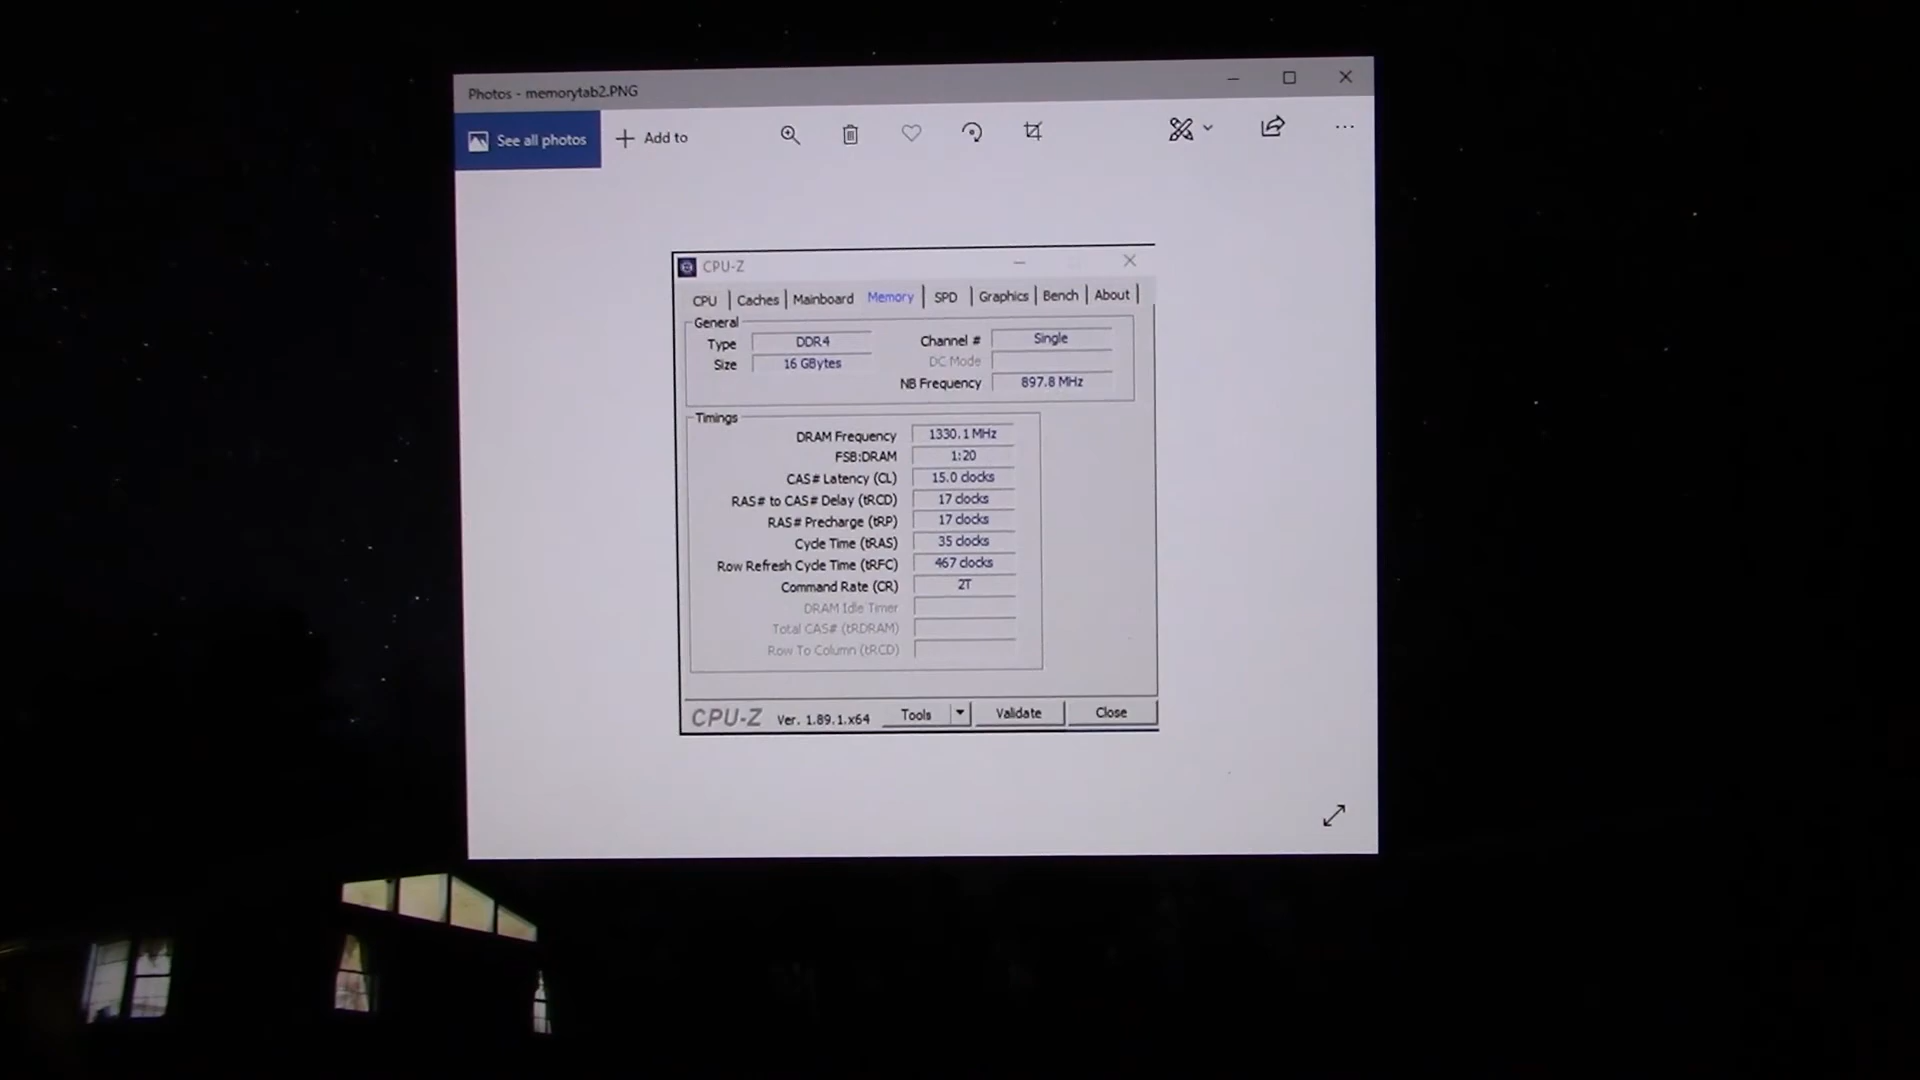 Photos - memorytab2.PNG
See all photos
Add to
CPU-Z
CPU Caches Mainboard Memory SPD Graphics Bench About
General
Type DDR4 Channel # Single
Size 16 GBytes DC Mode
NB Frequency 897.8 MHz
Timings
DRAM Frequency 1330.1 MHz
FSB:DRAM 1:20
CAS# Latency (CL) 15.0 clocks
RAS# to CAS# Delay (tRCD) 17 clocks
RAS# Precharge (tRP) 17 clocks
Cycle Time (tRAS) 35 clocks
Row Refresh Cycle Time (tRFC) 467 clocks
Command Rate (CR) 2T
DRAM Idle Timer
Total CAS# (tRDRAM)
Row To Column (tRCD)
CPU-Z Ver. 1.89.1.x64 Tools Validate Close